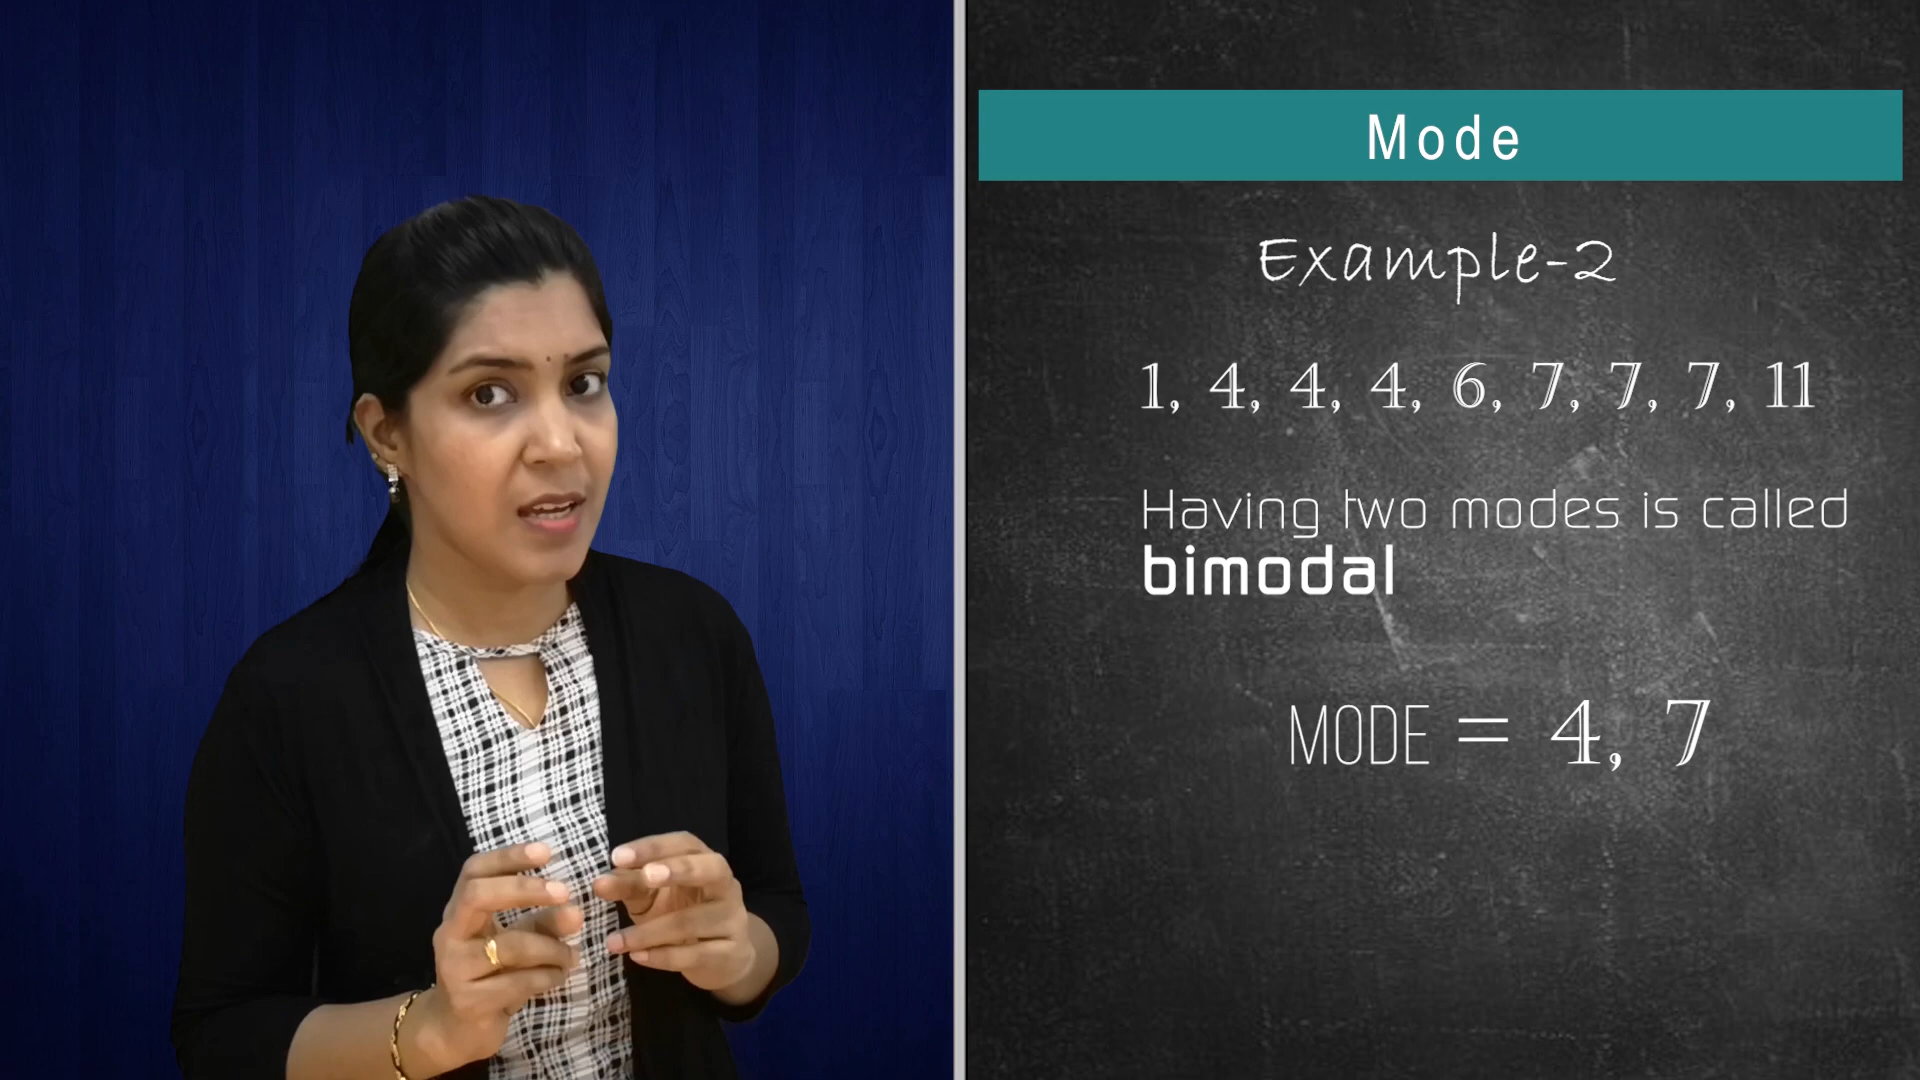 Mode
Example-2
1, 4, 4, 4, 6, 7, 7, 7, 11
Having two modes is called
bimodal
MODE = 4, 7